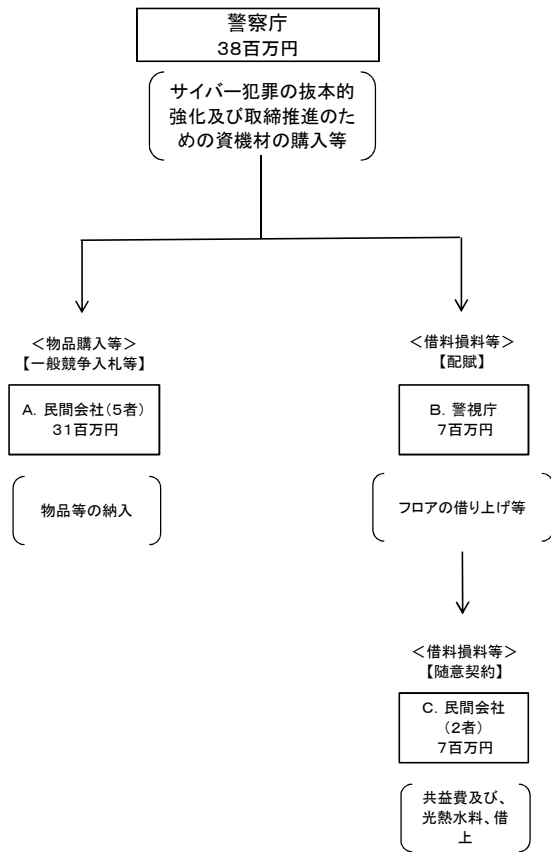 警察庁
38百万円
サイバー犯罪の抜本的
強化及び取締推進のた
めの資機材の購入等
＜物品購入等＞
【一般競争入札等】
A. 民間会社（5者）
31百万円
物品等の納入
＜借料損料等＞
【配賦】
B. 警視庁
7百万円
フロアの借り上げ等
＜借料損料等＞
【随意契約】
C. 民間会社
（2者）
7百万円
共益費及び、
光熱水料、借
上